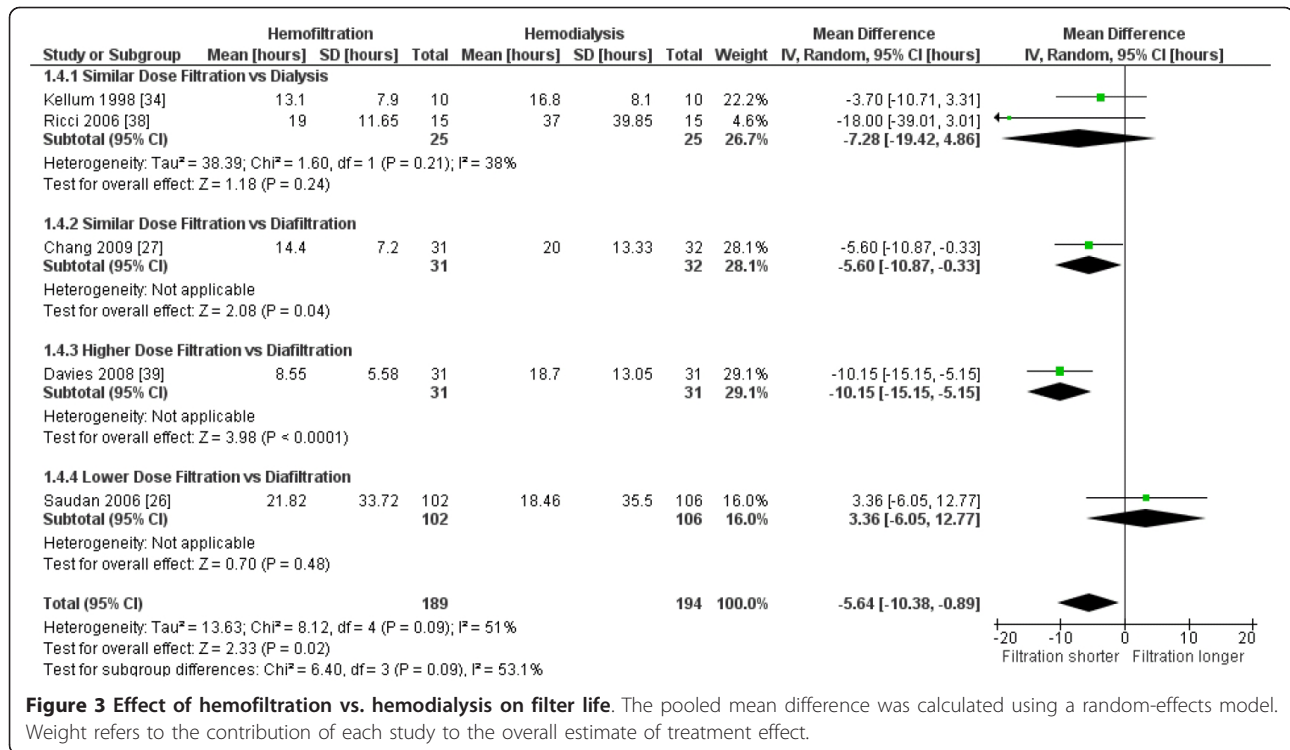 Hemofiltration Hemodialysis Mean Difference Mean Difference
Study or Subgroup Mean [hours] SD [hours] Total Mean [hours] SD [hours] Total Weight IV, Random, 95% CI [hours] IV, Random, 95% CI [hours]
1.4.1 Similar Dose Filtration vs Dialysis
Kellum 1998 [34] 13.1 7.9 10 16.8 8.1 10 22.2% -3.70 [-10.71, 3.31]
Ricci 2006 [38] 19 11.65 15 37 39.85 15 4.6% -18.00 [-39.01, 3.01]
Subtotal (95% CI) 25 25 26.7% -7.28 [-19.42, 4.86]
Heterogeneity: Tau² = 38.39; Chi² = 1.60, df = 1 (P = 0.21); I² = 38%
Test for overall effect: Z = 1.18 (P = 0.24)
1.4.2 Similar Dose Filtration vs Diafiltration
Chang 2009 [27] 14.4 7.2 31 20 13.33 32 28.1% -5.60 [-10.87, -0.33]
Subtotal (95% CI) 31 32 28.1% -5.60 [-10.87, -0.33]
Heterogeneity: Not applicable
Test for overall effect: Z = 2.08 (P = 0.04)
1.4.3 Higher Dose Filtration vs Diafiltration
Davies 2008 [39] 8.55 5.58 31 18.7 13.05 31 29.1% -10.15 [-15.15, -5.15]
Subtotal (95% CI) 31 31 29.1% -10.15 [-15.15, -5.15]
Heterogeneity: Not applicable
Test for overall effect: Z = 3.98 (P < 0.0001)
1.4.4 Lower Dose Filtration vs Diafiltration
Saudan 2006 [26] 21.82 33.72 102 18.46 35.5 106 16.0% 3.36 [-6.05, 12.77]
Subtotal (95% CI) 102 106 16.0% 3.36 [-6.05, 12.77]
Heterogeneity: Not applicable
Test for overall effect: Z = 0.70 (P = 0.48)
Total (95% CI) 189 194 100.0% -5.64 [-10.38, -0.89]
Heterogeneity: Tau² = 13.63; Chi² = 8.12, df = 4 (P = 0.09); I² = 51%
Test for overall effect: Z = 2.33 (P = 0.02)
Test for subgroup differences: Chi² = 6.40, df = 3 (P = 0.09), I² = 53.1%
-20 -10 0 10 20
Filtration shorter Filtration longer
Figure 3 Effect of hemofiltration vs. hemodialysis on filter life. The pooled mean difference was calculated using a random-effects model.
Weight refers to the contribution of each study to the overall estimate of treatment effect.